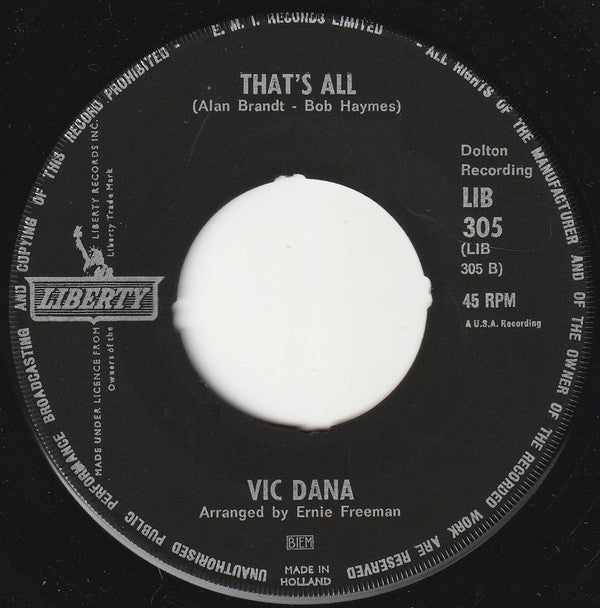 UNAUTHORISED PUBLIC PERFORMANCE BROADCASTING AND COPYING OF THIS RECORD PROHIBITED - E. M. I. RECORDS LIMITED - ALL RIGHTS OF THE MANUFACTURER AND OF THE OWNER OF THE RECORDED WORK ARE RESERVED
THAT'S ALL
(Alan Brandt - Bob Haymes)
Dolton
Recording
LIB
305
(LIB
305 B)
45 RPM
A U.S.A. Recording
LIBERTY
MADE UNDER LICENCE FROM LIBERTY RECORDS INC.
Owners of the Liberty Trade Mark
VIC DANA
Arranged by Ernie Freeman
BIEM
MADE IN
HOLLAND